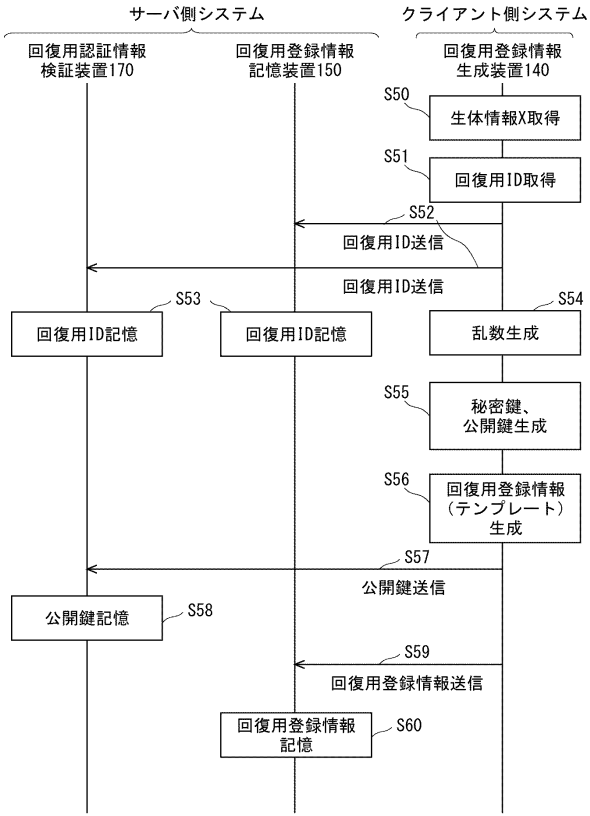 サーバ側システム
クライアント側システム
回復用認証情報
検証装置170
回復用登録情報
記憶装置150
回復用登録情報
生成装置140
S50
生体情報X取得
S51
回復用ID取得
S52
回復用ID送信
回復用ID送信
S53
回復用ID記憶
回復用ID記憶
S54
乱数生成
S55
秘密鍵、
公開鍵生成
S56
回復用登録情報
(テンプレート)
生成
S57
公開鍵送信
公開鍵記憶
S58
S59
回復用登録情報送信
回復用登録情報
記憶
S60